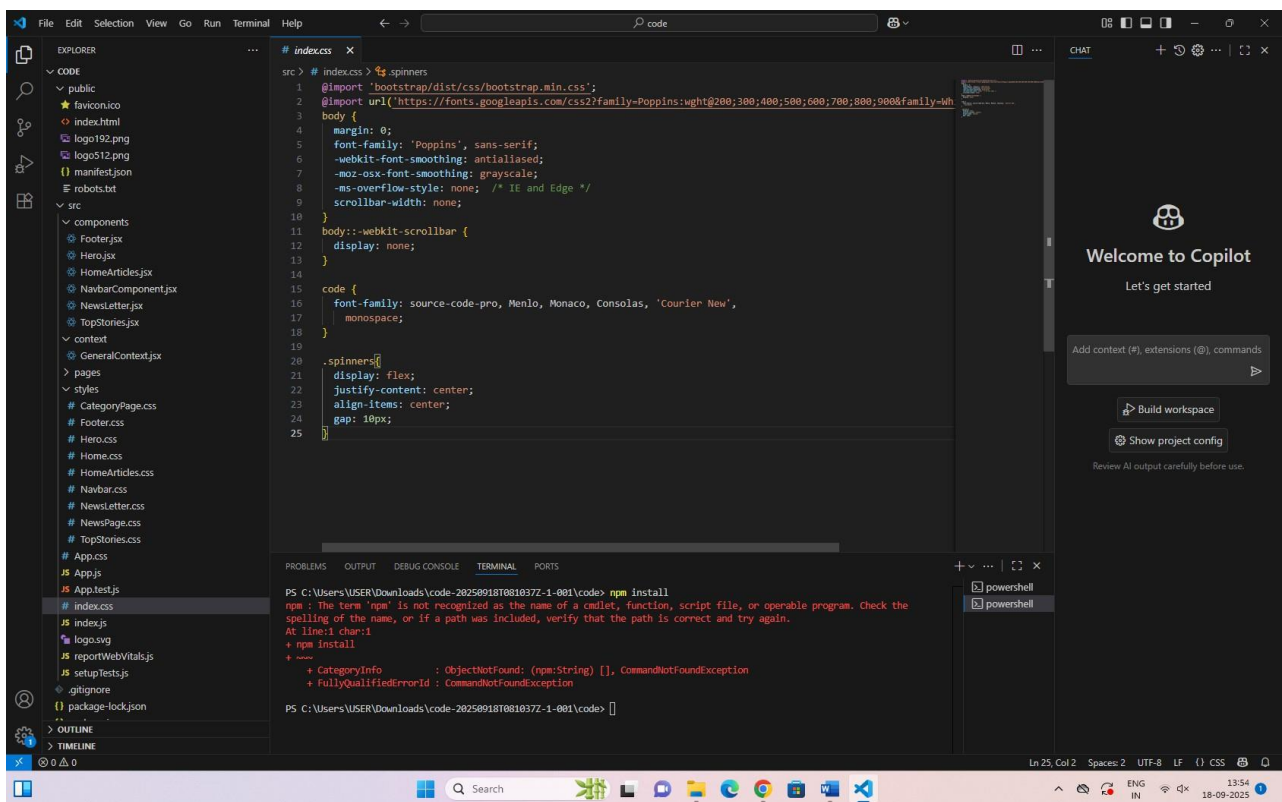 File Edit Selection View Go Run Terminal Help
code
EXPLORER
CODE
public
favicon.ico
index.html
logo192.png
logo512.png
manifest.json
robots.txt
src
components
Footer.jsx
Hero.jsx
HomeArticles.jsx
NavbarComponent.jsx
NewsLetter.jsx
TopStories.jsx
context
GeneralContext.jsx
pages
styles
# CategoryPage.css
# Footer.css
# Hero.css
# Home.css
# HomeArticles.css
# Navbar.css
# NewsLetter.css
# NewsPage.css
# TopStories.css
# App.css
JS App.js
JS App.test.js
# index.css
JS index.js
logo.svg
JS reportWebVitals.js
JS setupTests.js
.gitignore
{} package-lock.json
OUTLINE
TIMELINE
# index.css
src > # index.css > .spinners
1 @import 'bootstrap/dist/css/bootstrap.min.css';
2 @import url('https://fonts.googleapis.com/css2?family=Poppins:wght@200;300;400;500;600;700;800;900&family=Wh
3 body {
4 margin: 0;
5 font-family: 'Poppins', sans-serif;
6 -webkit-font-smoothing: antialiased;
7 -moz-osx-font-smoothing: grayscale;
8 -ms-overflow-style: none; /* IE and Edge */
9 scrollbar-width: none;
10 }
11 body::-webkit-scrollbar {
12 display: none;
13 }
14
15 code {
16 font-family: source-code-pro, Menlo, Monaco, Consolas, 'Courier New',
17 monospace;
18 }
19
20 .spinners{
21 display: flex;
22 justify-content: center;
23 align-items: center;
24 gap: 10px;
25 }
PROBLEMS OUTPUT DEBUG CONSOLE TERMINAL PORTS
PS C:\Users\USER\Downloads\code-20250918T081037Z-1-001\code> npm install
npm : The term 'npm' is not recognized as the name of a cmdlet, function, script file, or operable program. Check the
spelling of the name, or if a path was included, verify that the path is correct and try again.
At line:1 char:1
+ npm install
+ ~~~
+ CategoryInfo : ObjectNotFound: (npm:String) [], CommandNotFoundException
+ FullyQualifiedErrorId : CommandNotFoundException
PS C:\Users\USER\Downloads\code-20250918T081037Z-1-001\code>
powershell
powershell
CHAT
Welcome to Copilot
Let's get started
Add context (#), extensions (@), commands
Build workspace
Show project config
Review AI output carefully before use.
0 0
Ln 25, Col 2 Spaces: 2 UTF-8 LF {} CSS
Search
ENG
IN
13:54
18-09-2025